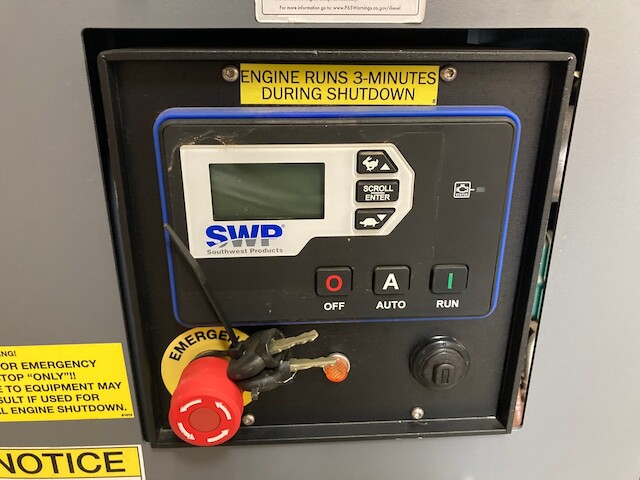 For more information go to: www.P65Warnings.ca.gov/diesel
ENGINE RUNS 3-MINUTES
DURING SHUTDOWN
SCROLL
ENTER
SWP®
Southwest Products
O
A
I
OFF
AUTO
RUN
EMERGEN
NG!
OR EMERGENCY
TOP "ONLY"!!
E TO EQUIPMENT MAY
SULT IF USED FOR
L ENGINE SHUTDOWN.
NOTICE